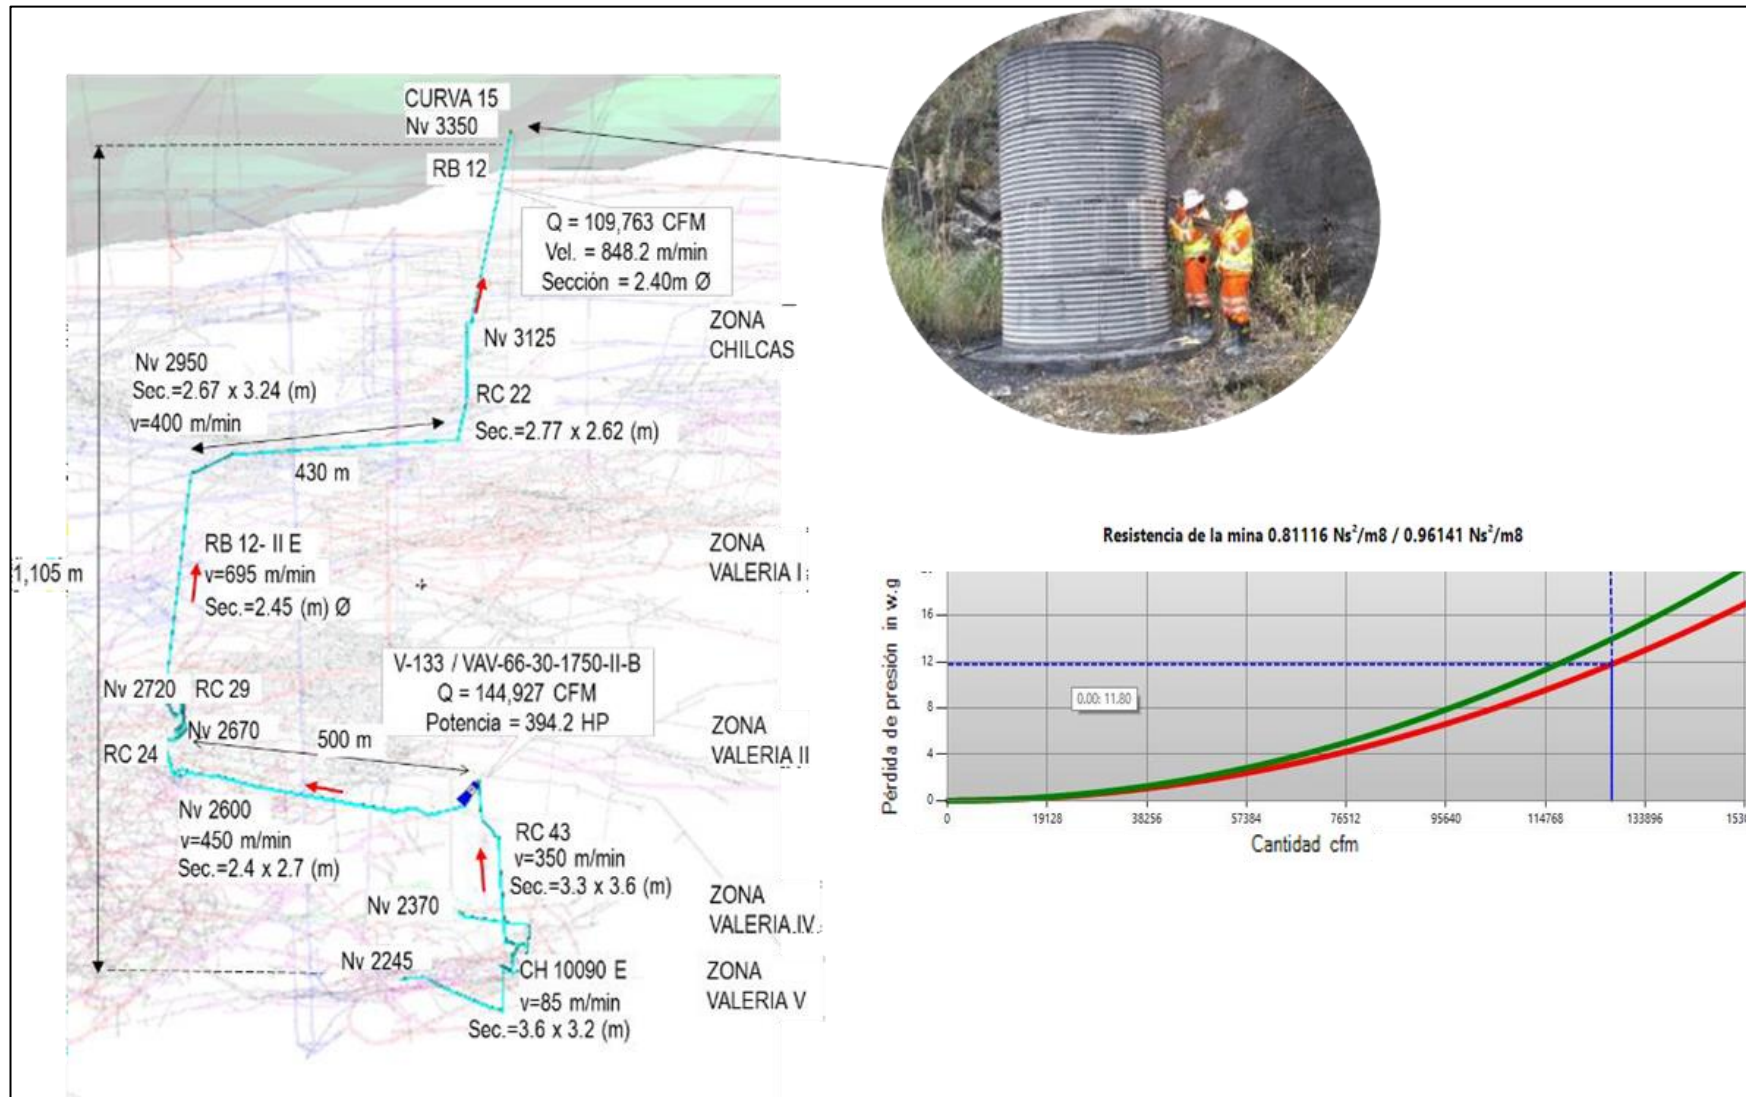 CURVA 15
Nv 3350
RB 12
Q = 109,763 CFM
Vel. = 848.2 m/min
Sección = 2.40m Ø
ZONA
CHILCAS
Nv 3125
Nv 2950
Sec.=2.67 x 3.24 (m)
v=400 m/min
RC 22
Sec.=2.77 x 2.62 (m)
430 m
RB 12- II E
v=695 m/min
Sec.=2.45 (m) Ø
ZONA
VALERIA I
1,105 m
V-133 / VAV-66-30-1750-II-B
Q = 144,927 CFM
Potencia = 394.2 HP
Nv 2720 RC 29
Nv 2670
500 m
RC 24
ZONA
VALERIA II
Nv 2600
v=450 m/min
Sec.=2.4 x 2.7 (m)
RC 43
v=350 m/min
Sec.=3.3 x 3.6 (m)
Nv 2370
ZONA
VALERIA.IV
Nv 2245
CH 10090 E
v=85 m/min
Sec.=3.6 x 3.2 (m)
ZONA
VALERIA V
Resistencia de la mina 0.81116 Ns²/m8 / 0.96141 Ns²/m8
Pérdida de presión in w.g
16
12
8
4
0
0.00: 11.80
0 19128 38256 57384 76512 95640 114768 133896
Cantidad cfm